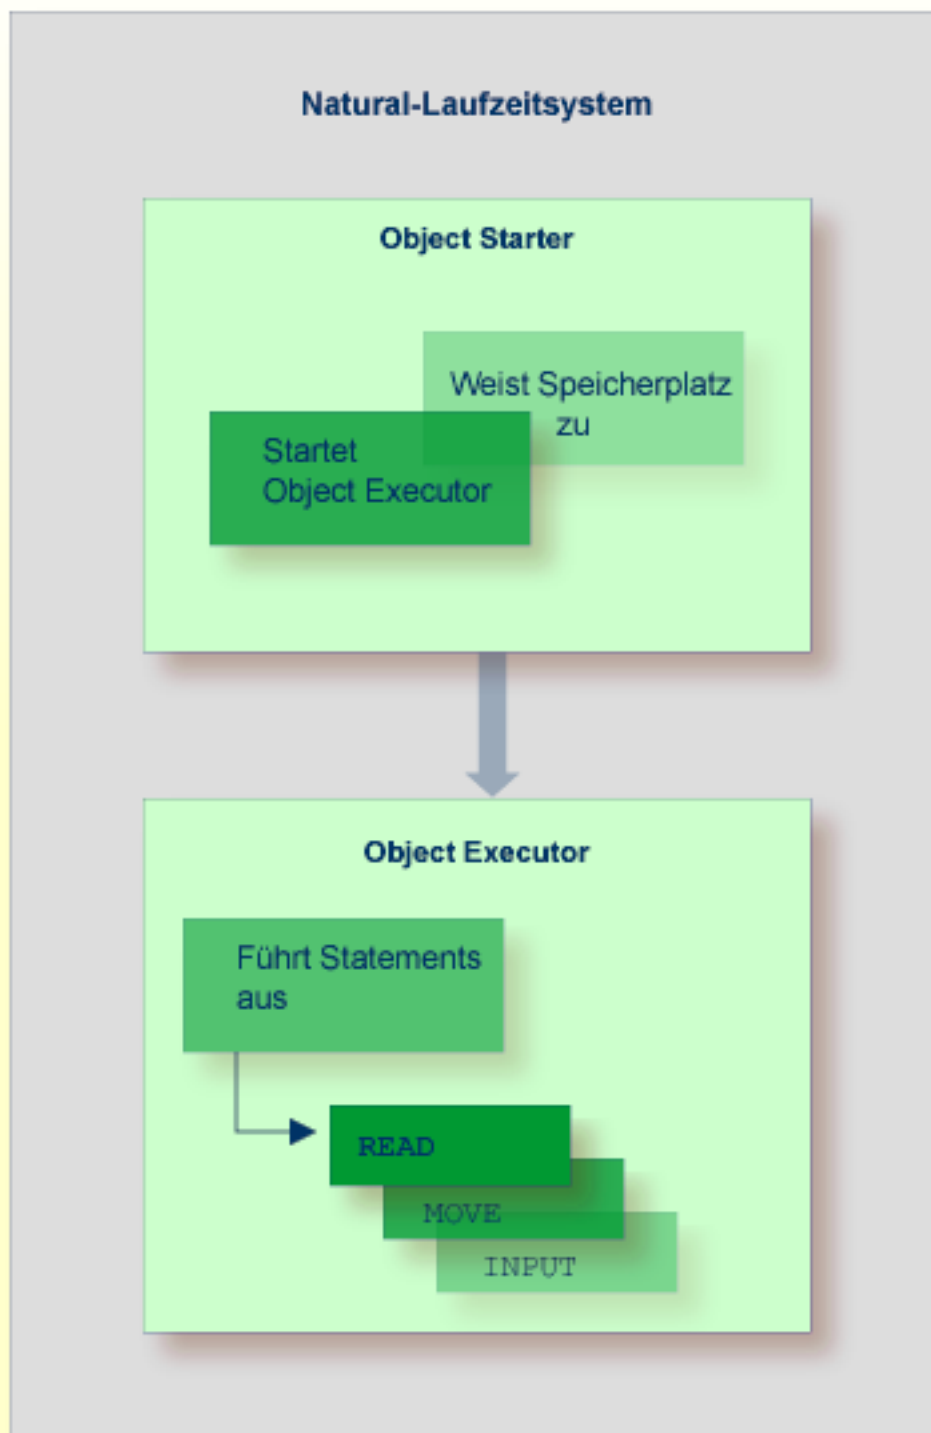 Natural-Laufzeitsystem
Object Starter
Weist Speicherplatz
zu
Startet
Object Executor
Object Executor
Führt Statements
aus
READ
MOVE
INPUT